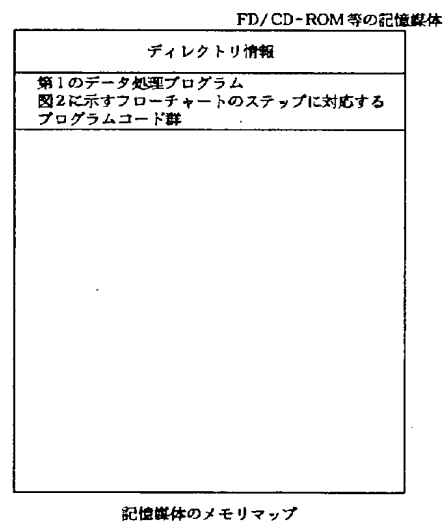 FD/CD-ROM等の記憶媒体
ディレクトリ情報
第1のデータ処理プログラム
図2に示すフローチャートのステップに対応する
プログラムコード群
記憶媒体のメモリマップ